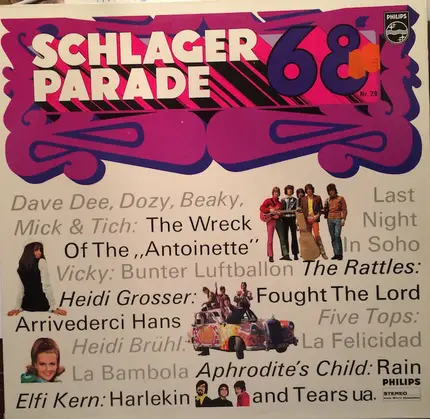 SCHLAGER
PARADE
68
Nr. 28
PHILIPS
Dave Dee, Dozy, Beaky,
Mick & Tich: The Wreck
Of The „Antoinette"
Last
Night
In Soho
Vicky: Bunter Luftballon The Rattles:
Heidi Grosser: Fought The Lord
Arrivederci Hans
Five Tops:
Heidi Brühl: La Felicidad
La Bambola Aphrodite's Child: Rain
Elfi Kern: Harlekin and Tears ua.
PHILIPS
STEREO